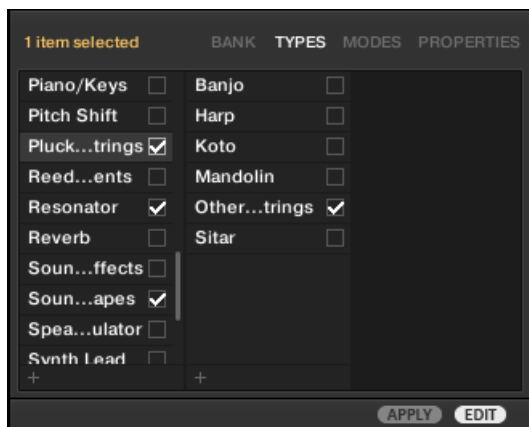 1 item selected
BANK TYPES MODES PROPERTIES
Piano/Keys
Pitch Shift
Pluck...trings
Reed...ents
Resonator
Reverb
Soun...ffects
Soun...apes
Spea...ulator
Synth Lead
+
Banjo
Harp
Koto
Mandolin
Other...trings
Sitar
+
APPLY EDIT